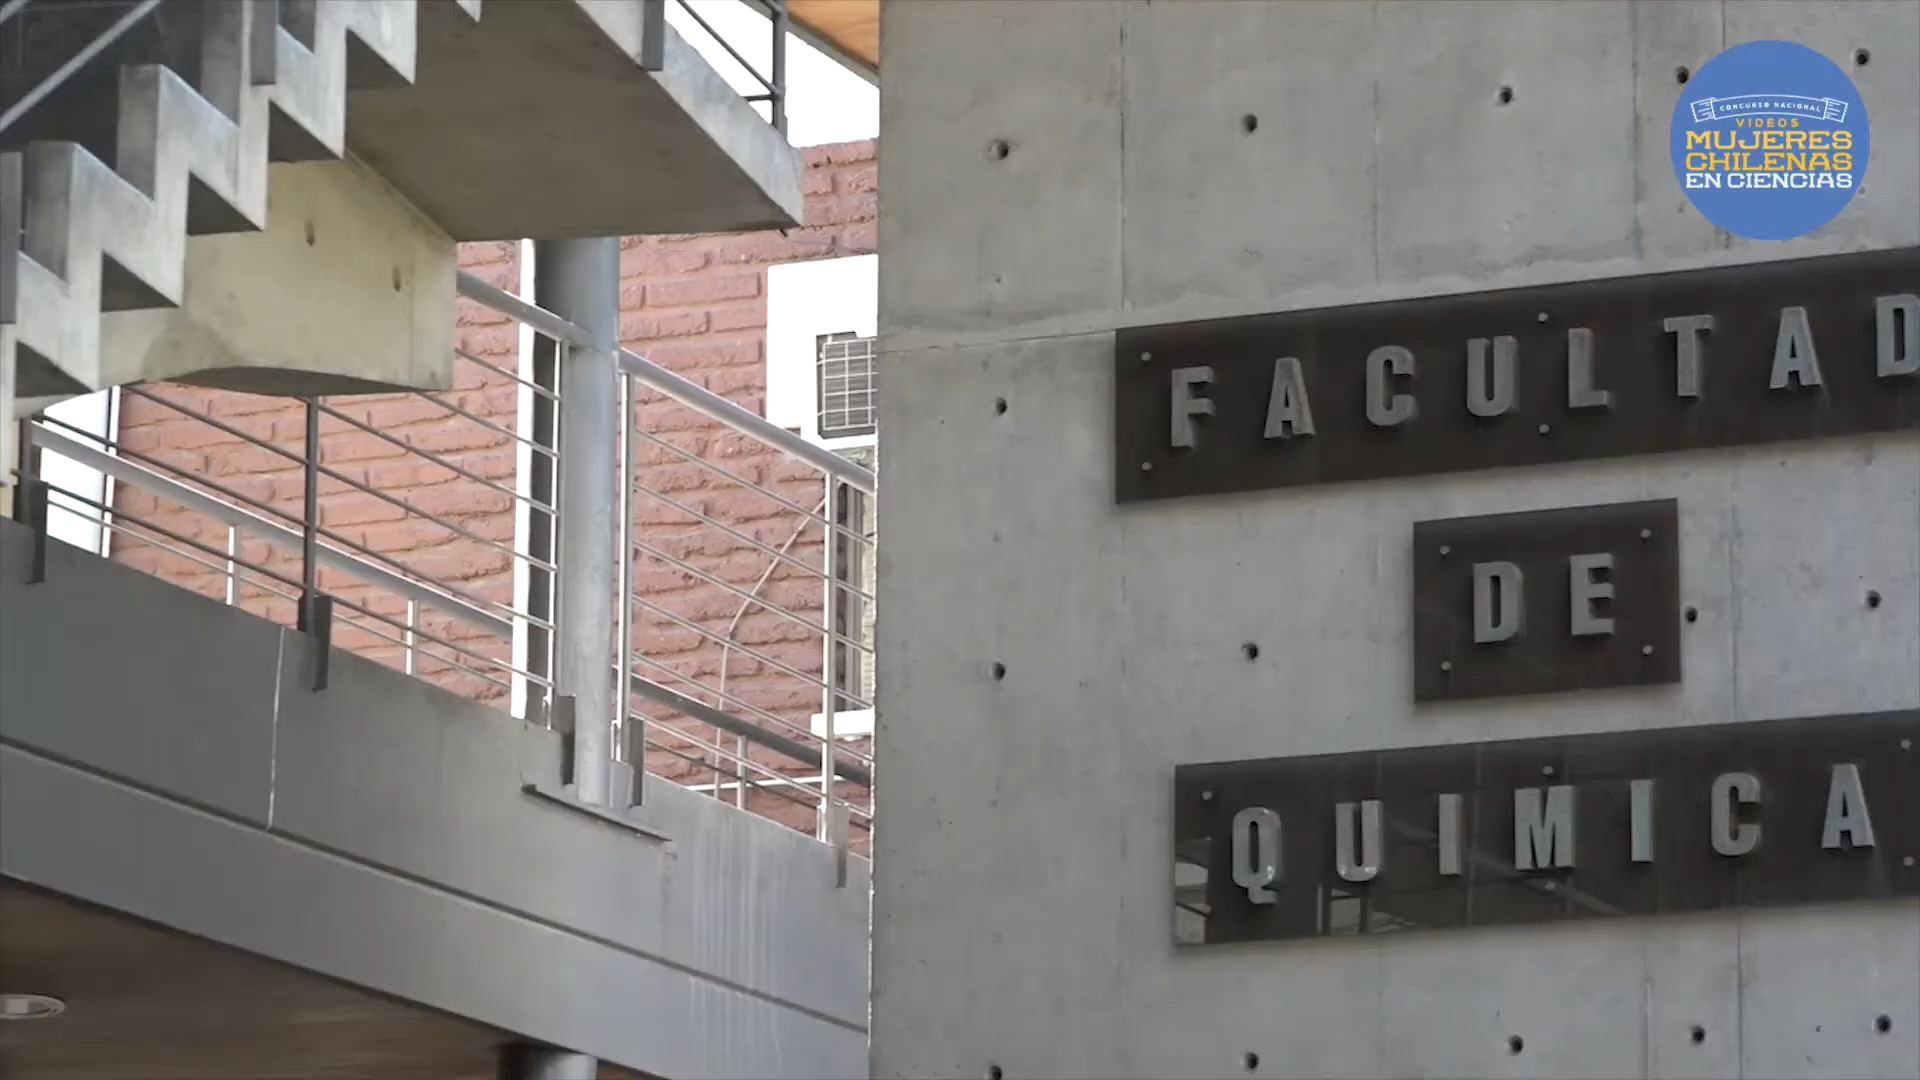 CONCURSO NACIONAL
VIDEOS
MUJERES
CHILENAS
EN CIENCIAS
FACULTAD
DE
QUIMICA